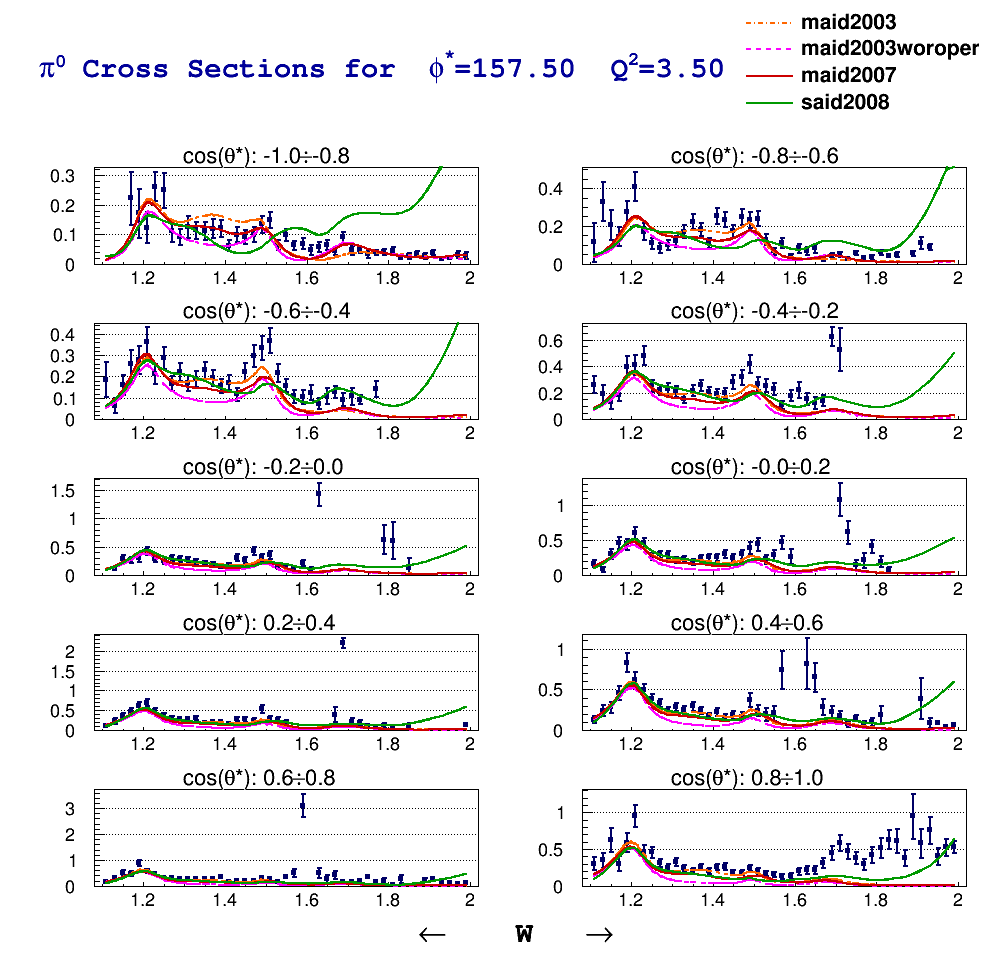 maid2003
maid2003woroper
maid2007
said2008
π⁰ Cross Sections for ϕ*=157.50 Q²=3.50
cos(θ*): -1.0÷-0.8
0.3
0.2
0.1
0
1.2 1.4 1.6 1.8 2
cos(θ*): -0.8÷-0.6
0.4
0.2
0
1.2 1.4 1.6 1.8 2
cos(θ*): -0.6÷-0.4
0.4
0.3
0.2
0.1
0
1.2 1.4 1.6 1.8 2
cos(θ*): -0.4÷-0.2
0.6
0.4
0.2
0
1.2 1.4 1.6 1.8 2
cos(θ*): -0.2÷0.0
1.5
1
0.5
0
1.2 1.4 1.6 1.8 2
cos(θ*): -0.0÷0.2
1
0.5
0
1.2 1.4 1.6 1.8 2
cos(θ*): 0.2÷0.4
2
1.5
1
0.5
0
1.2 1.4 1.6 1.8 2
cos(θ*): 0.4÷0.6
1
0.5
0
1.2 1.4 1.6 1.8 2
cos(θ*): 0.6÷0.8
3
2
1
0
1.2 1.4 1.6 1.8 2
cos(θ*): 0.8÷1.0
1
0.5
0
1.2 1.4 1.6 1.8 2
← W →